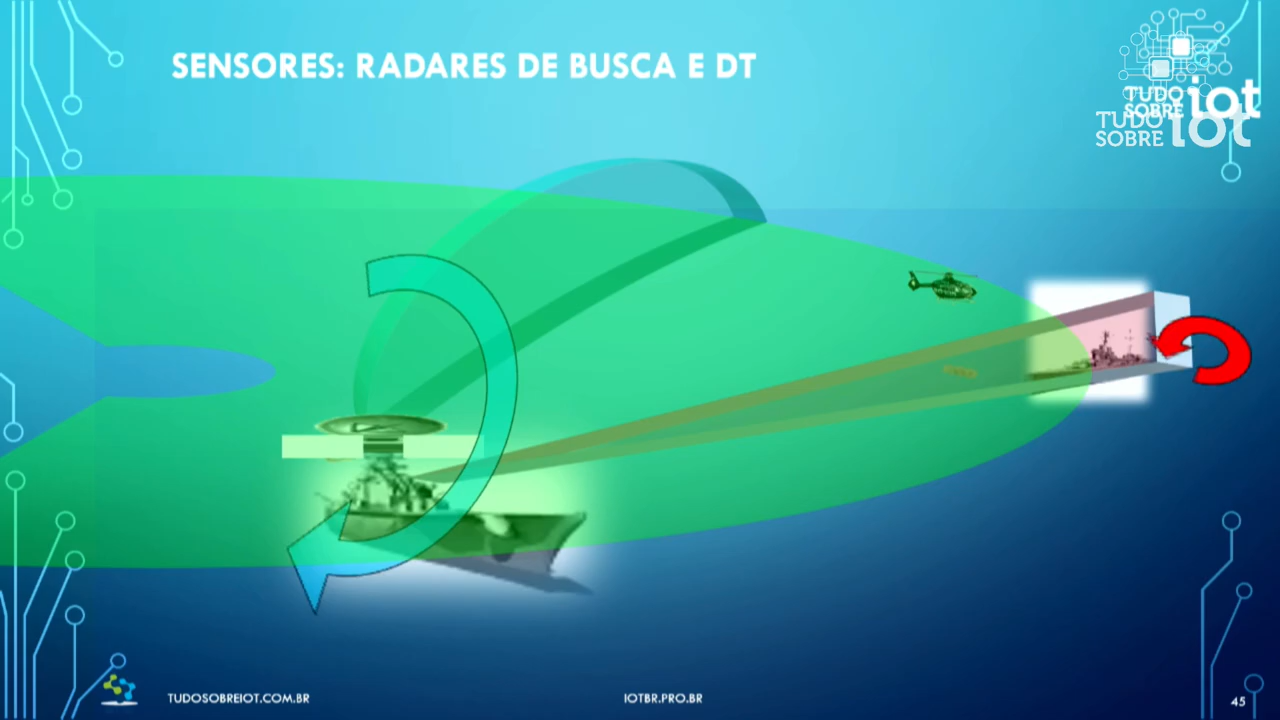 SENSORES: RADARES DE BUSCA E DT
TUDO
SOBRE iot
TUDO
SOBRE iot
TUDOSOBREIOT.COM.BR
IOTBR.PRO.BR
45